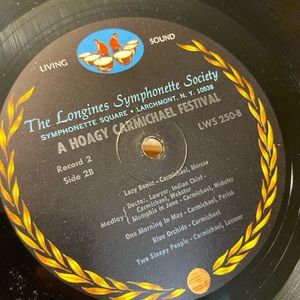 LIVING SOUND
The Longines Symphonette Society
SYMPHONETTE SQUARE • LARCHMONT, N. Y. 10538
A HOAGY CARMICHAEL FESTIVAL
Record 2
Side 2B
LWS 250-B
Lazy Bones - Carmichael, Mercer
Medley { Doctor, Lawyer, Indian Chief -
Carmichael, Webster
Memphis in June - Carmichael, Webster
One Morning in May - Carmichael, Parish
Blue Orchids - Carmichael
Two Sleepy People - Carmichael, Loesser